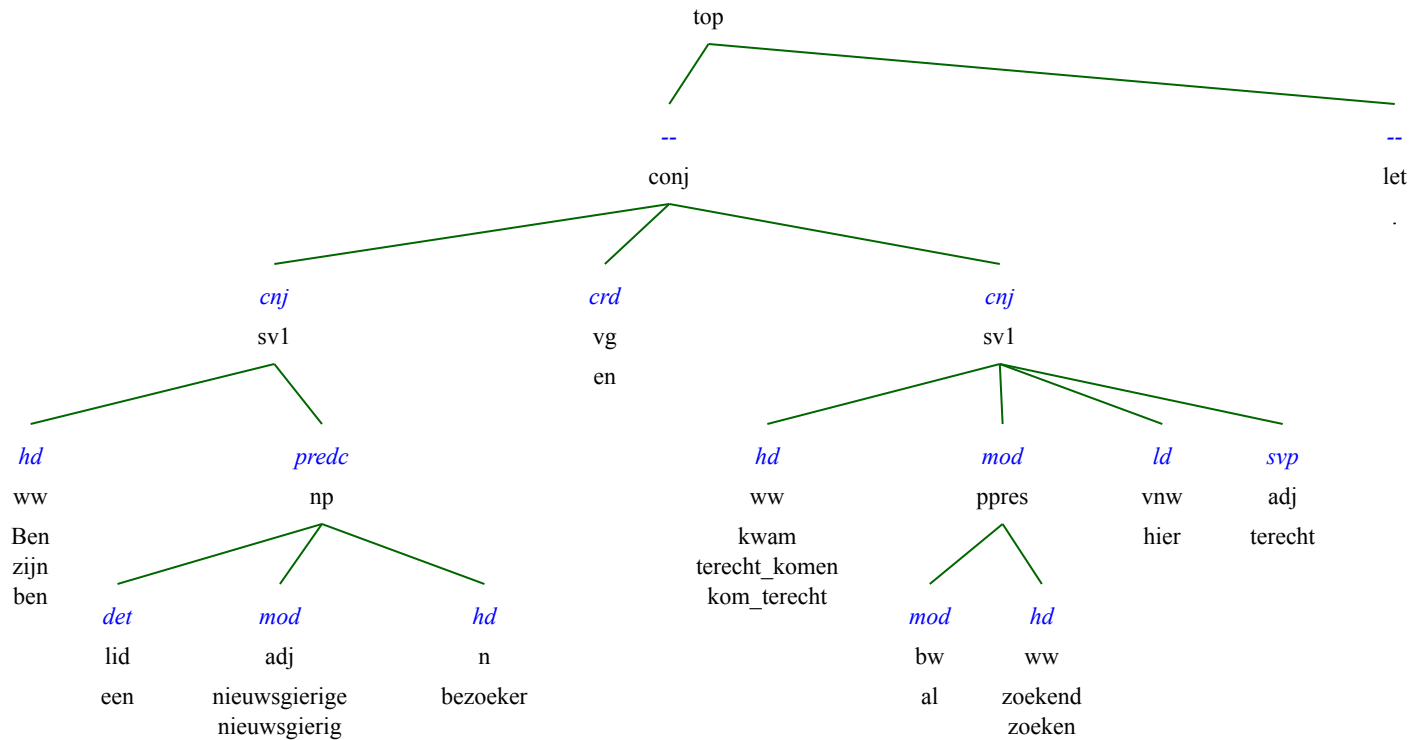 top
-- --
conj let
.
cnj crd cnj
sv1 vg sv1
en
hd predc hd mod ld svp
ww np ww ppres vnw adj
Ben kwam hier terecht
zijn terecht_komen
ben kom_terecht
det mod hd mod hd
lid adj n bw ww
een nieuwsgierige bezoeker al zoekend
nieuwsgierig zoeken